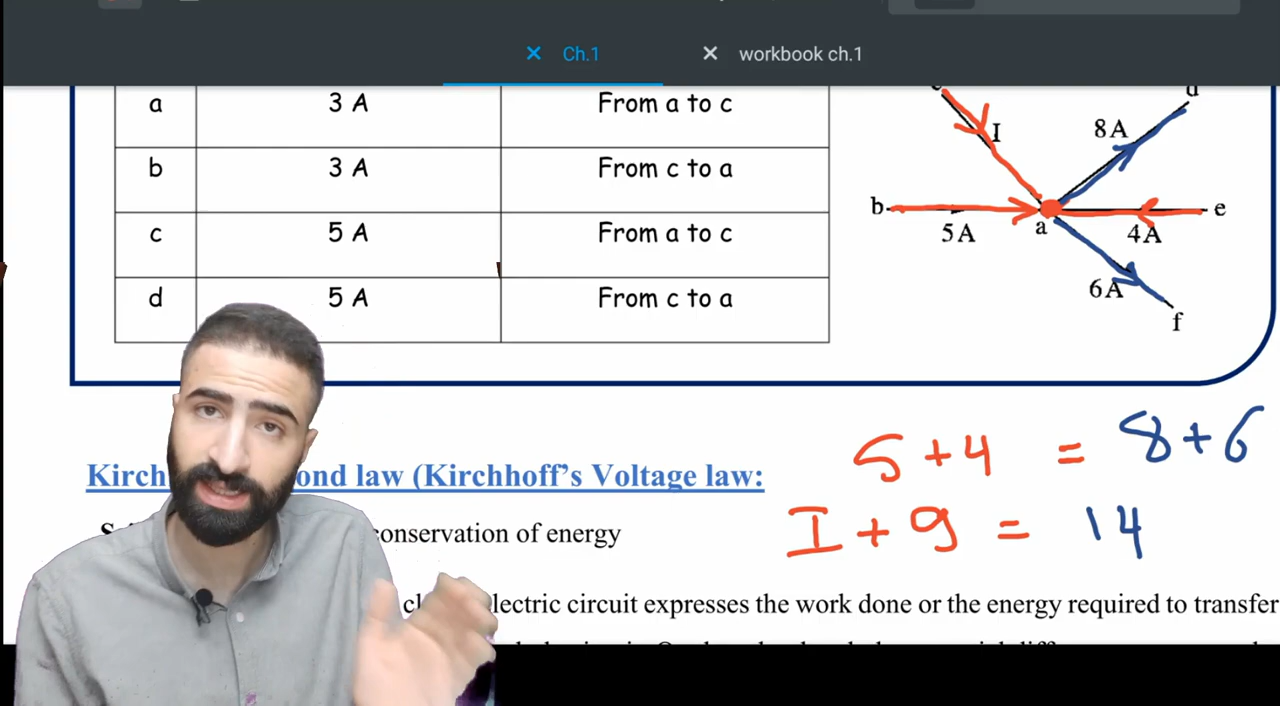 Ch.1 workbook ch.1
a 3 A From a to c
b 3 A From c to a
c 5 A From a to c
d 5 A From c to a
I 8A
b 5A a 4A e
6A
f
Kirch ond law (Kirchhoff's Voltage law:
conservation of energy
5 + 4 = 8 + 6
I + 9 = 14
lectric circuit expresses the work done or the energy required to transfer